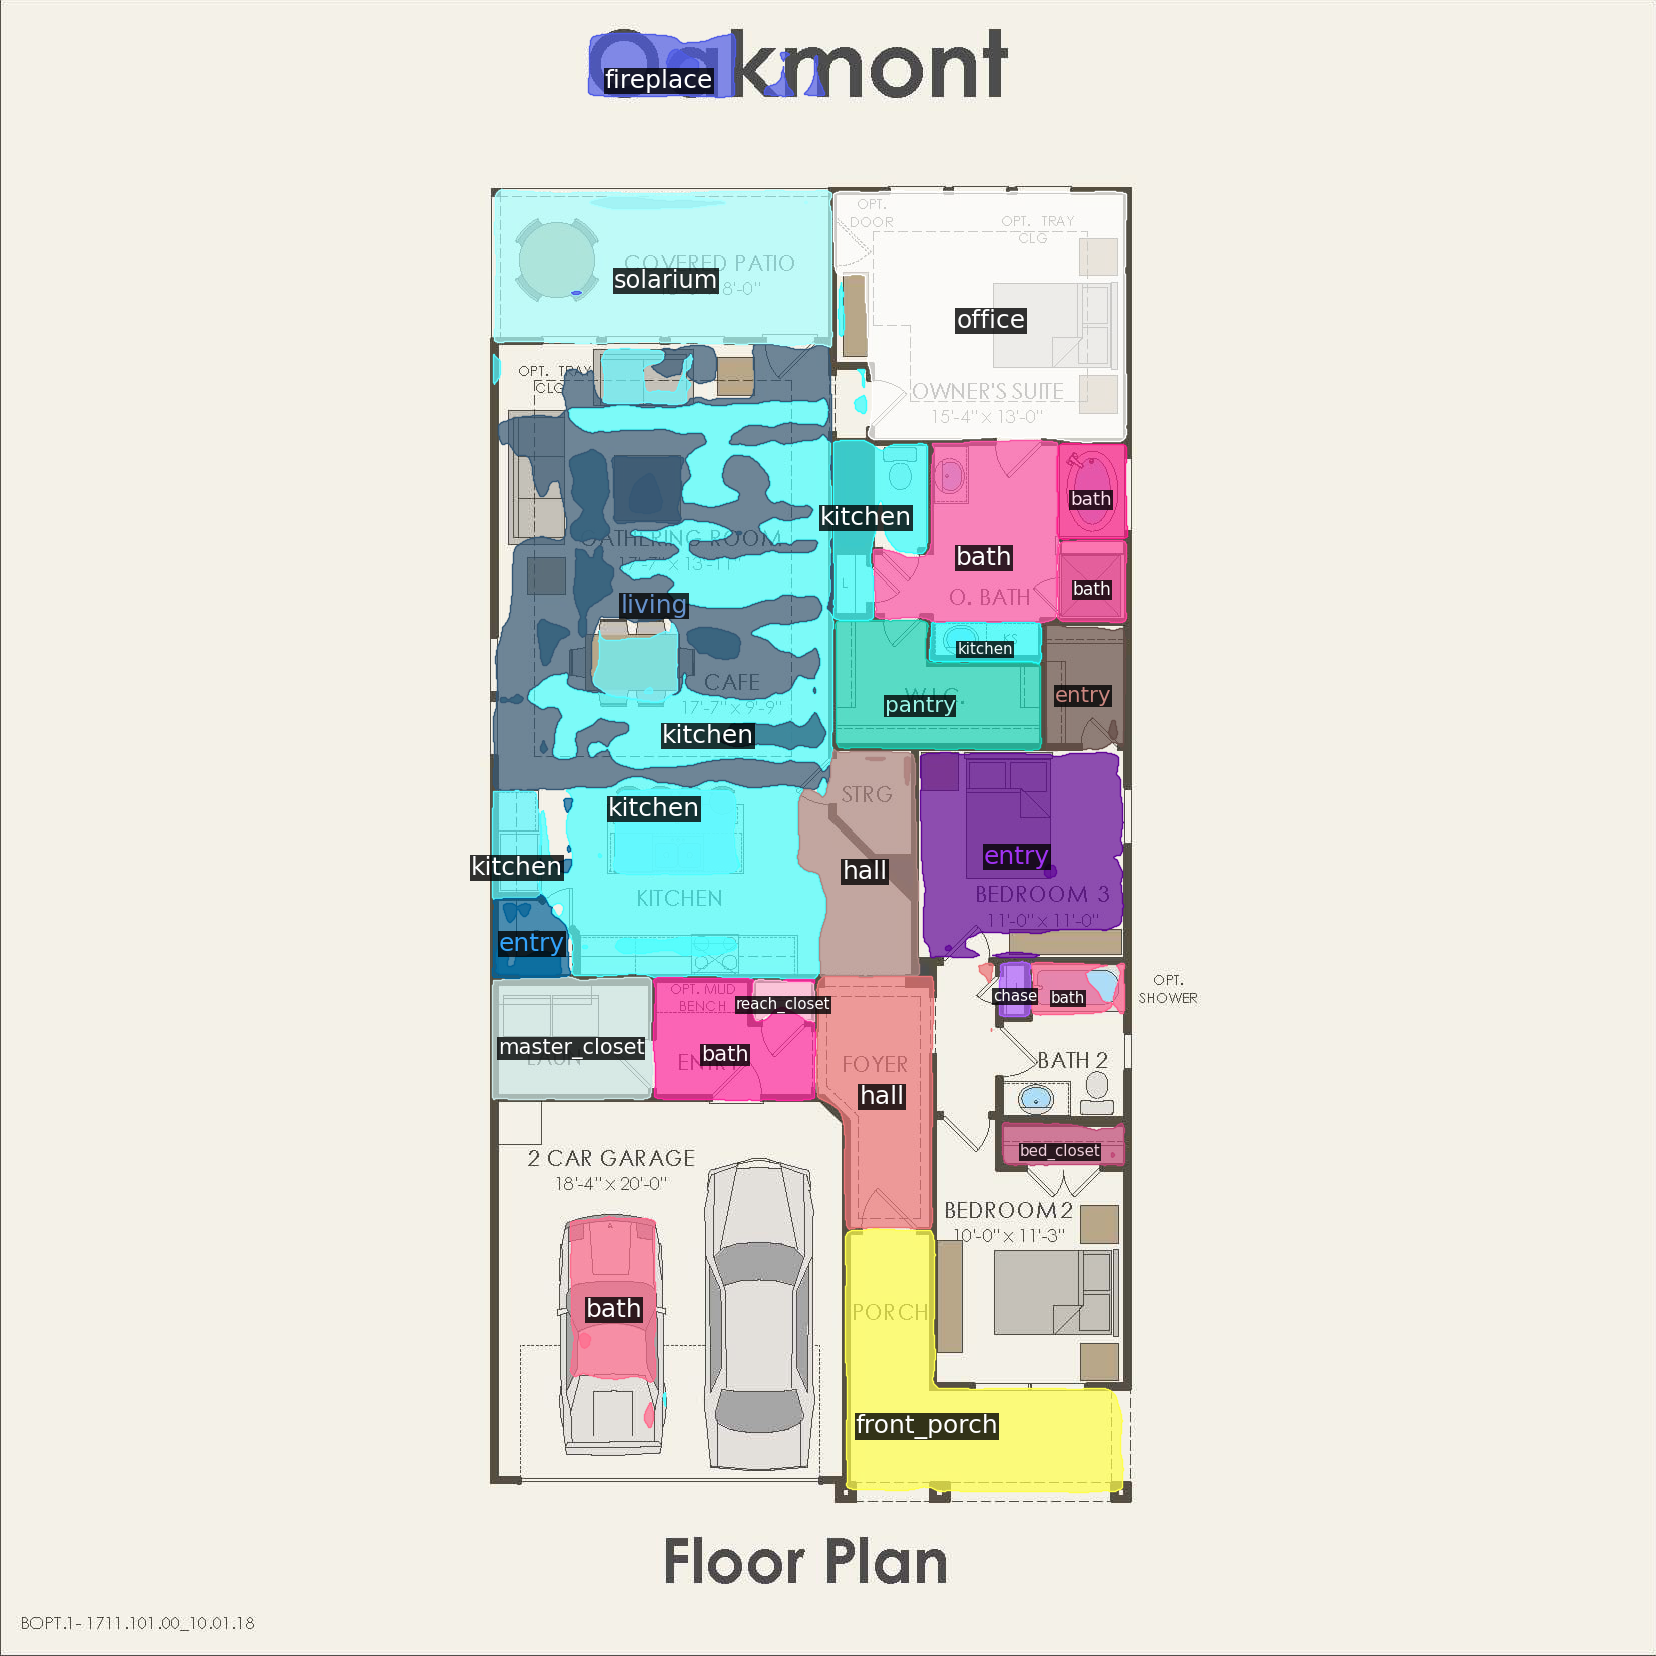 Oakmont
fireplace
OPT.
DOOR
OPT. TRAY
CLG
COVERED PATIO
8'-0"
solarium
office
OPT. TRAY
CLG
OWNER'S SUITE
15'-4" x 13'-0"
kitchen
bath
bath
GATHERING ROOM
17'-7" x 13'-11"
bath
L
O. BATH
living
KS
kitchen
CAFE
17'-7" x 9'-9"
W.I.C.
pantry
entry
kitchen
STRG
kitchen
kitchen
hall
entry
KITCHEN
BEDROOM 3
11'-0" x 11'-0"
entry
OPT. MUD
BENCH
reach_closet
chase
bath
OPT.
SHOWER
master_closet
LAUN
ENTRY
bath
FOYER
hall
BATH 2
bed_closet
2 CAR GARAGE
18'-4" x 20'-0"
BEDROOM 2
10'-0" x 11'-3"
bath
PORCH
front_porch
Floor Plan
BOPT.1- 1711.101.00_10.01.18